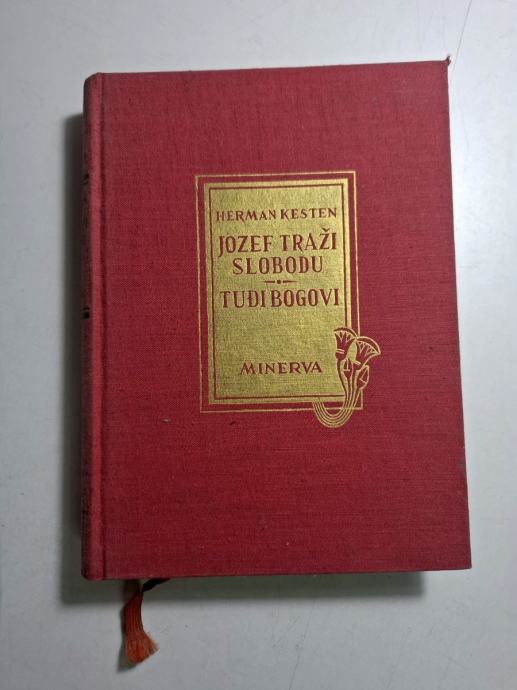 HERMAN KESTEN
JOZEF TRAŽI
SLOBODU
TUĐI BOGOVI
MINERVA